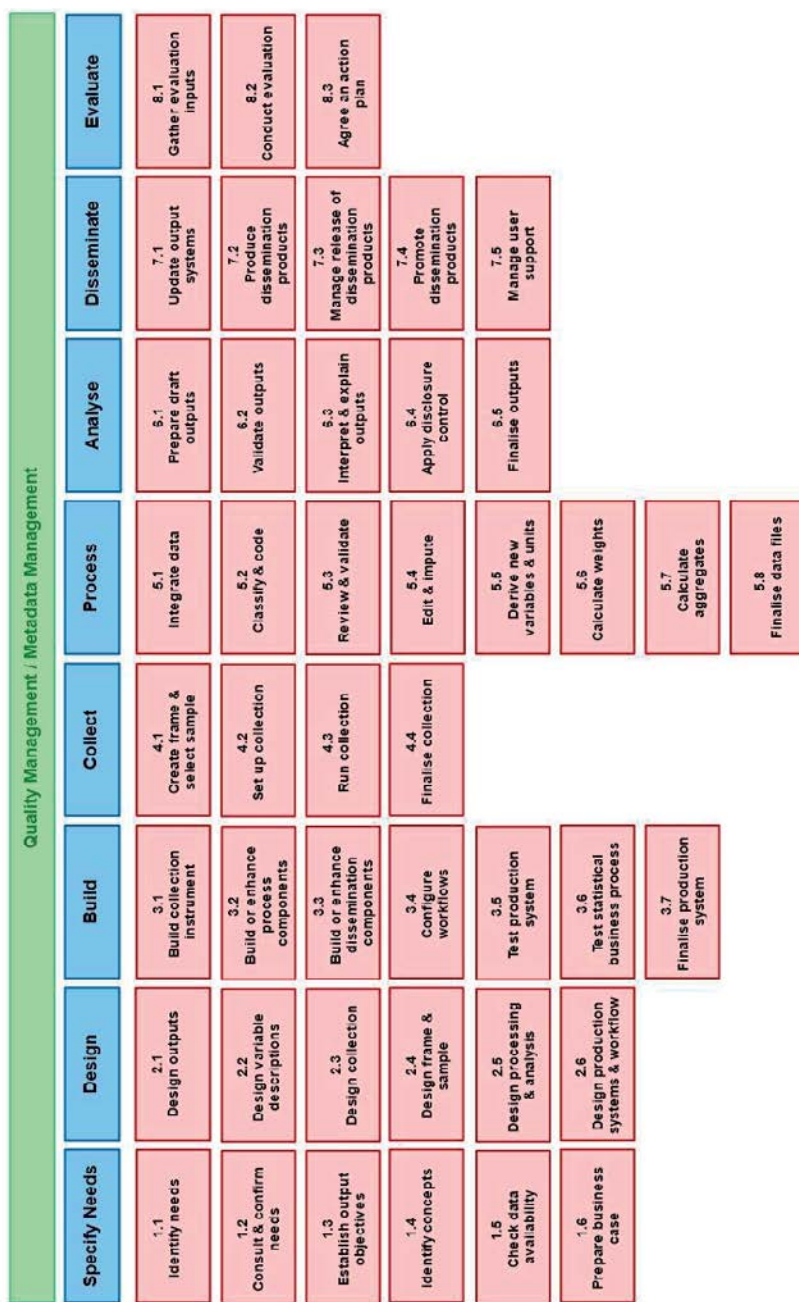 Quality Management / Metadata Management
Specify Needs
1.1
Identify needs
1.2
Consult & confirm
needs
1.3
Establish output
objectives
1.4
Identify concepts
1.5
Check data
availability
1.6
Prepare business
case
Design
2.1
Design outputs
2.2
Design variable
descriptions
2.3
Design collection
2.4
Design frame &
sample
2.5
Design processing
& analysis
2.6
Design production
systems & workflow
Build
3.1
Build collection
instrument
3.2
Build or enhance
process
components
3.3
Build or enhance
dissemination
components
3.4
Configure
workflows
3.5
Test production
system
3.6
Test statistical
business process
3.7
Finalise production
system
Collect
4.1
Create frame &
select sample
4.2
Set up collection
4.3
Run collection
4.4
Finalise collection
Process
5.1
Integrate data
5.2
Classify & code
5.3
Review & validate
5.4
Edit & impute
5.5
Derive new
variables & units
5.6
Calculate weights
5.7
Calculate
aggregates
5.8
Finalise data files
Analyse
6.1
Prepare draft
outputs
6.2
Validate outputs
6.3
Interpret & explain
outputs
6.4
Apply disclosure
control
6.5
Finalise outputs
Disseminate
7.1
Update output
systems
7.2
Produce
dissemination
products
7.3
Manage release of
dissemination
products
7.4
Promote
dissemination
products
7.5
Manage user
support
Evaluate
8.1
Gather evaluation
inputs
8.2
Conduct evaluation
8.3
Agree an action
plan